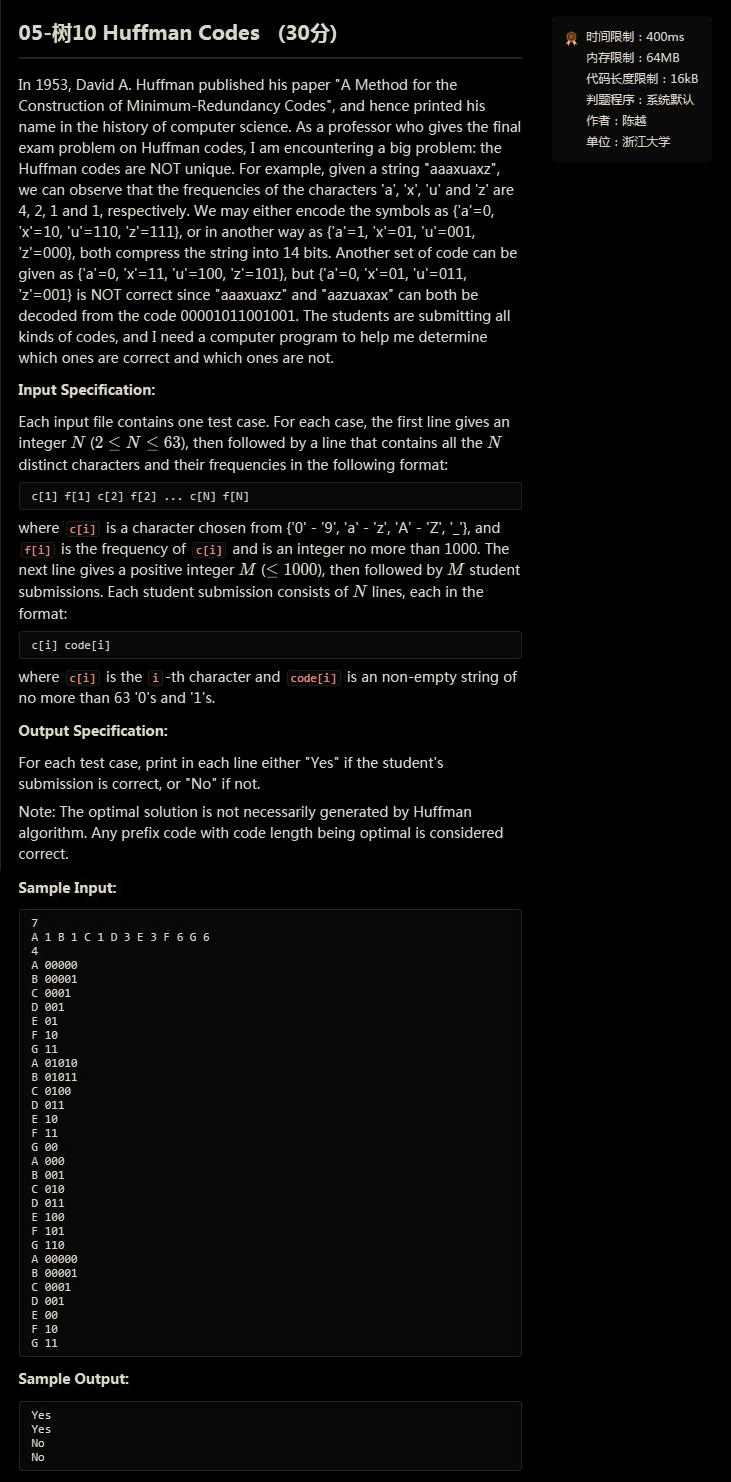 05-树10 Huffman Codes (30分)
时间限制：400ms
内存限制：64MB
代码长度限制：16kB
判题程序：系统默认
作者：陈越
单位：浙江大学
In 1953, David A. Huffman published his paper "A Method for the
Construction of Minimum-Redundancy Codes", and hence printed his
name in the history of computer science. As a professor who gives the final
exam problem on Huffman codes, I am encountering a big problem: the
Huffman codes are NOT unique. For example, given a string "aaaxuaxz",
we can observe that the frequencies of the characters 'a', 'x', 'u' and 'z' are
4, 2, 1 and 1, respectively. We may either encode the symbols as {'a'=0,
'x'=10, 'u'=110, 'z'=111}, or in another way as {'a'=1, 'x'=01, 'u'=001,
'z'=000}, both compress the string into 14 bits. Another set of code can be
given as {'a'=0, 'x'=11, 'u'=100, 'z'=101}, but {'a'=0, 'x'=01, 'u'=011,
'z'=001} is NOT correct since "aaaxuaxz" and "aazuaxax" can both be
decoded from the code 00001011001001. The students are submitting all
kinds of codes, and I need a computer program to help me determine
which ones are correct and which ones are not.
Input Specification:
Each input file contains one test case. For each case, the first line gives an
integer N (2 ≤ N ≤ 63), then followed by a line that contains all the N
distinct characters and their frequencies in the following format:
c[1] f[1] c[2] f[2] ... c[N] f[N]
where c[i] is a character chosen from {'0' - '9', 'a' - 'z', 'A' - 'Z', '_'}, and
f[i] is the frequency of c[i] and is an integer no more than 1000. The
next line gives a positive integer M (≤ 1000), then followed by M student
submissions. Each student submission consists of N lines, each in the
format:
c[i] code[i]
where c[i] is the i -th character and code[i] is an non-empty string of
no more than 63 '0's and '1's.
Output Specification:
For each test case, print in each line either "Yes" if the student's
submission is correct, or "No" if not.
Note: The optimal solution is not necessarily generated by Huffman
algorithm. Any prefix code with code length being optimal is considered
correct.
Sample Input:
7
A 1 B 1 C 1 D 3 E 3 F 6 G 6
4
A 00000
B 00001
C 0001
D 001
E 01
F 10
G 11
A 01010
B 01011
C 0100
D 011
E 10
F 11
G 00
A 000
B 001
C 010
D 011
E 100
F 101
G 110
A 00000
B 00001
C 0001
D 001
E 00
F 10
G 11
Sample Output:
Yes
Yes
No
No